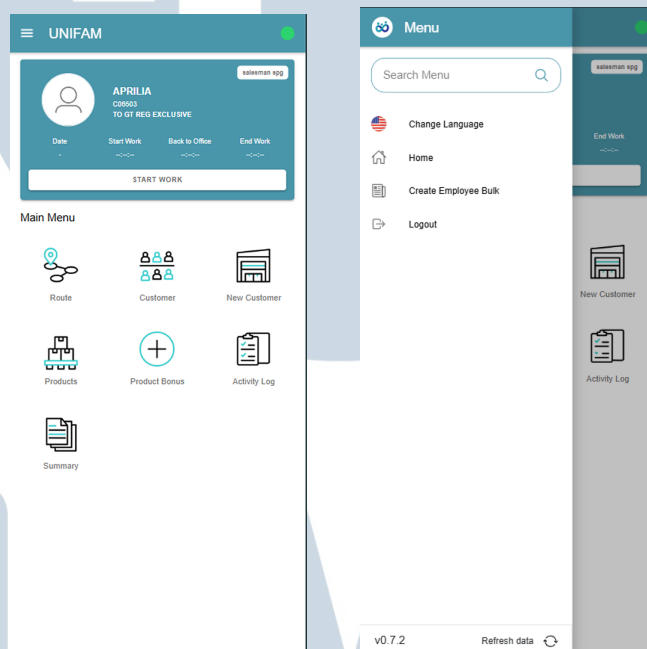 UNIFAM
salesman spg
APRILIA
C06503
TO GT REG EXCLUSIVE
Date Start Work Back to Office End Work
- --:--:-- --:--:-- --:--:--
START WORK
Main Menu
Route Customer New Customer
Products Product Bonus Activity Log
Summary
Menu
Search Menu
Change Language
Home
Create Employee Bulk
Logout
v0.7.2 Refresh data
salesman spg
End Work
--:--:--
New Customer
Activity Log